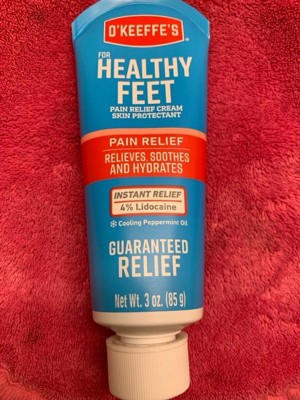 O'KEEFFE'S
FOR
HEALTHY
FEET
PAIN RELIEF CREAM
SKIN PROTECTANT
PAIN RELIEF
RELIEVES, SOOTHES
AND HYDRATES
INSTANT RELIEF
4% Lidocaine
Cooling Peppermint Oil
GUARANTEED
RELIEF
Net Wt. 3 oz. (85 g)